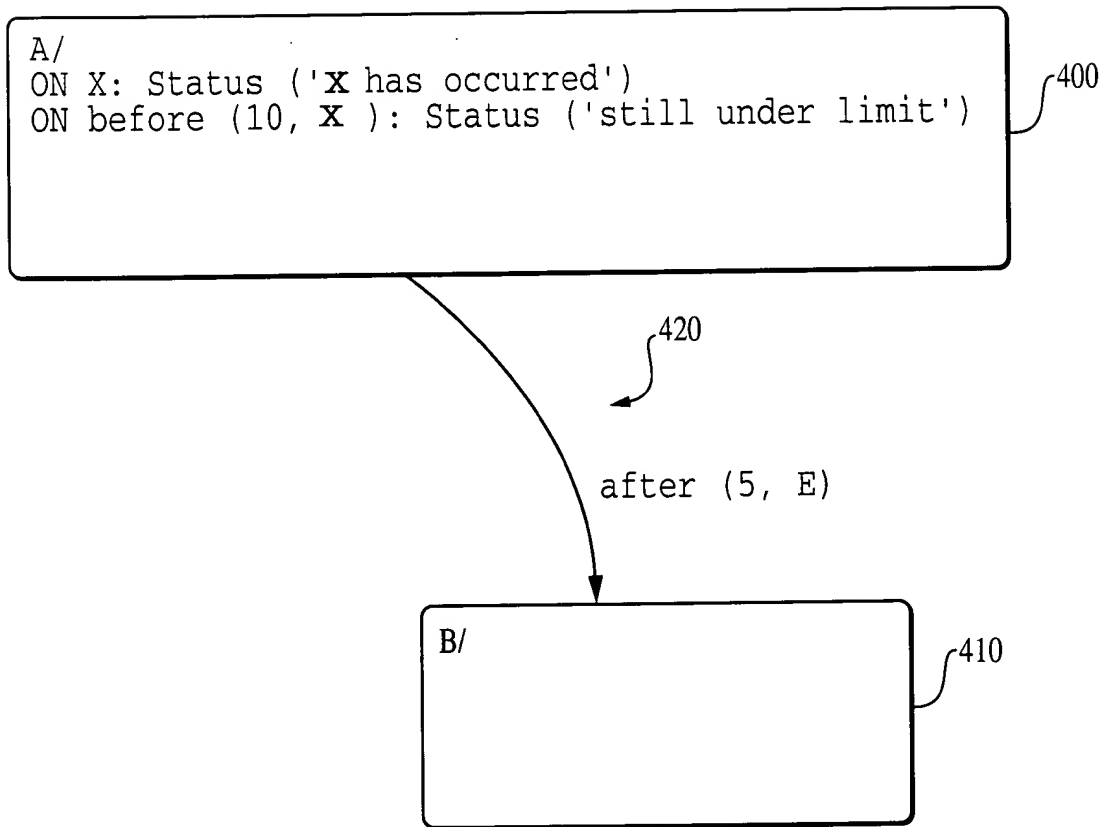 A/
ON X: Status ('X has occurred')
ON before (10, X ): Status ('still under limit')
400
420
after (5, E)
B/
410